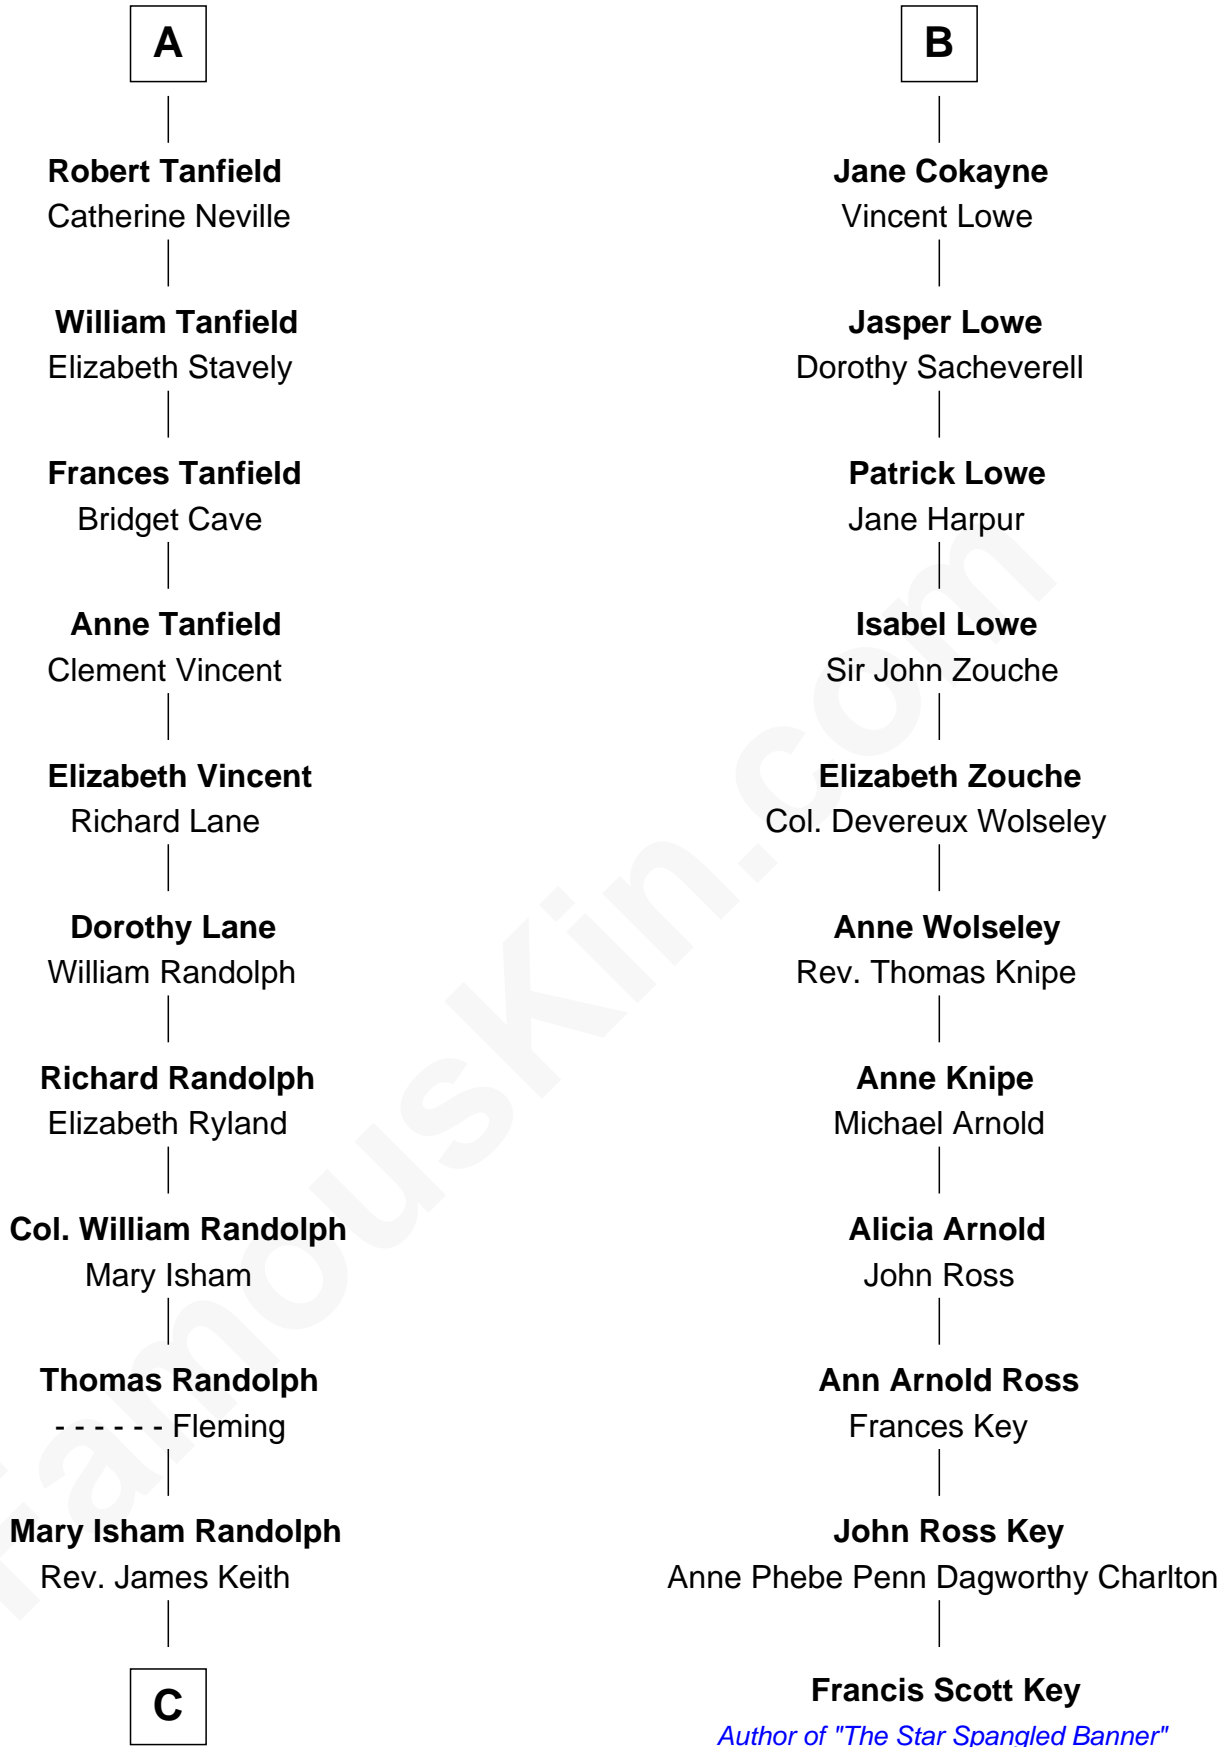 A
Robert Tanfield
Catherine Neville
William Tanfield
Elizabeth Stavely
Frances Tanfield
Bridget Cave
Anne Tanfield
Clement Vincent
Elizabeth Vincent
Richard Lane
Dorothy Lane
William Randolph
Richard Randolph
Elizabeth Ryland
Col. William Randolph
Mary Isham
Thomas Randolph
- - - - - - Fleming
Mary Isham Randolph
Rev. James Keith
C
B
Jane Cokayne
Vincent Lowe
Jasper Lowe
Dorothy Sacheverell
Patrick Lowe
Jane Harpur
Isabel Lowe
Sir John Zouche
Elizabeth Zouche
Col. Devereux Wolseley
Anne Wolseley
Rev. Thomas Knipe
Anne Knipe
Michael Arnold
Alicia Arnold
John Ross
Ann Arnold Ross
Frances Key
John Ross Key
Anne Phebe Penn Dagworthy Charlton
Francis Scott Key
Author of "The Star Spangled Banner"
FamousKin.com